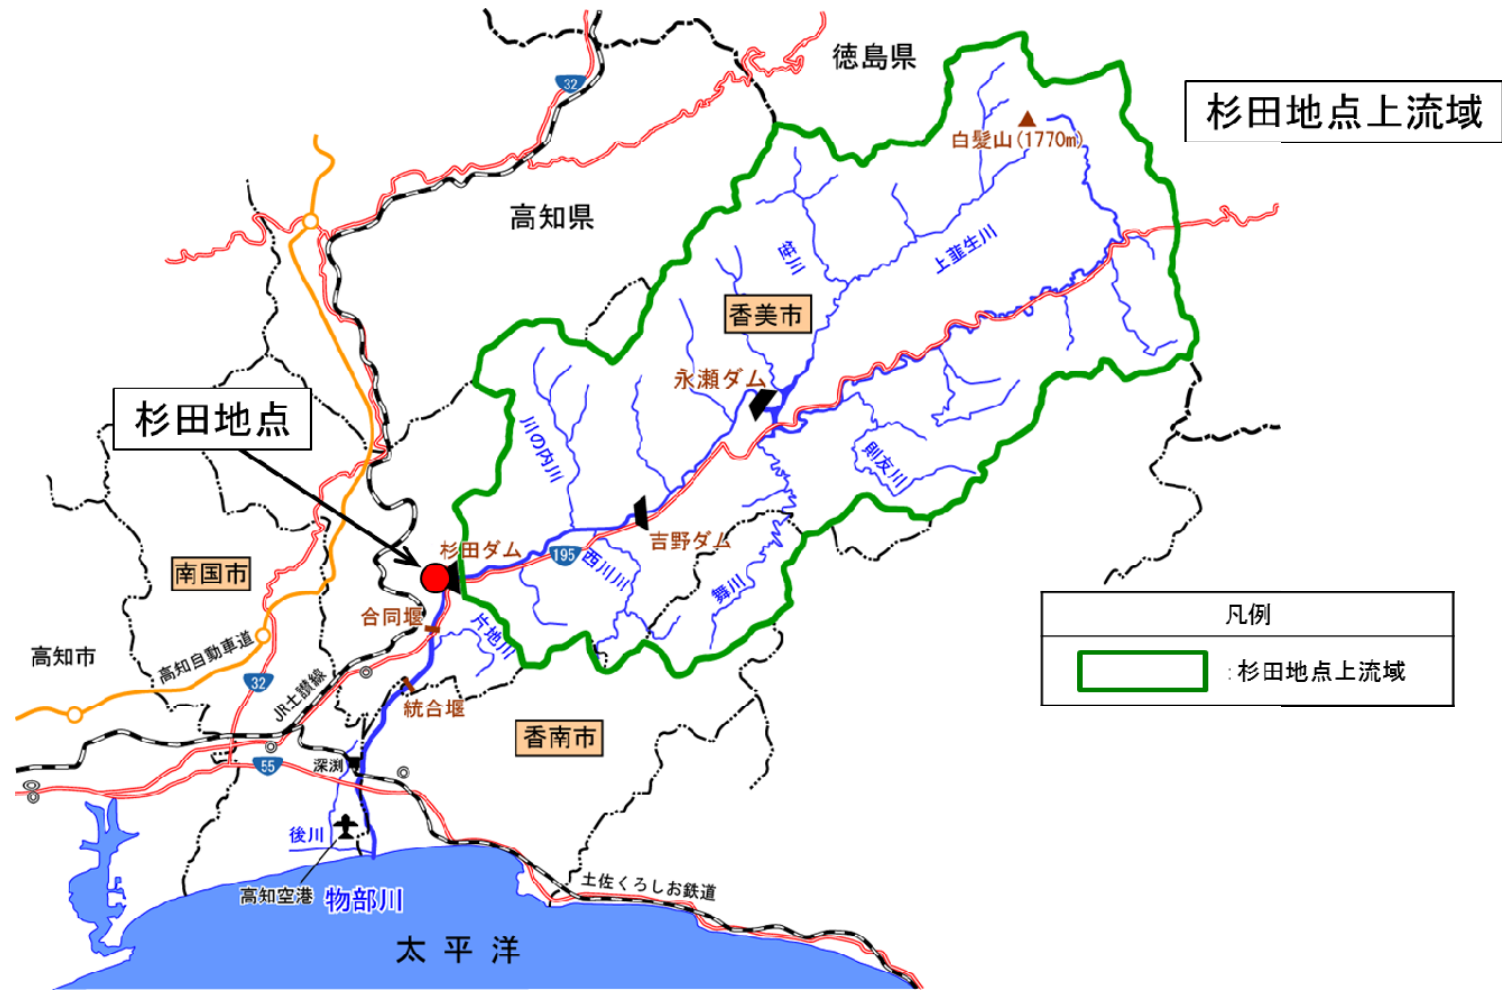 徳島県
杉田地点上流域
32
白髪山(1770m)
高知県
笹川
上韮生川
香美市
永瀬ダム
杉田地点
川の内川
則友川
杉田ダム
吉野ダム
195
西川川
舞川
南国市
合同堰
片地川
凡例
:杉田地点上流域
高知市
高知自動車道
32
JR土讃線
統合堰
香南市
深渕
55
後川
高知空港
物部川
土佐くろしお鉄道
太平洋